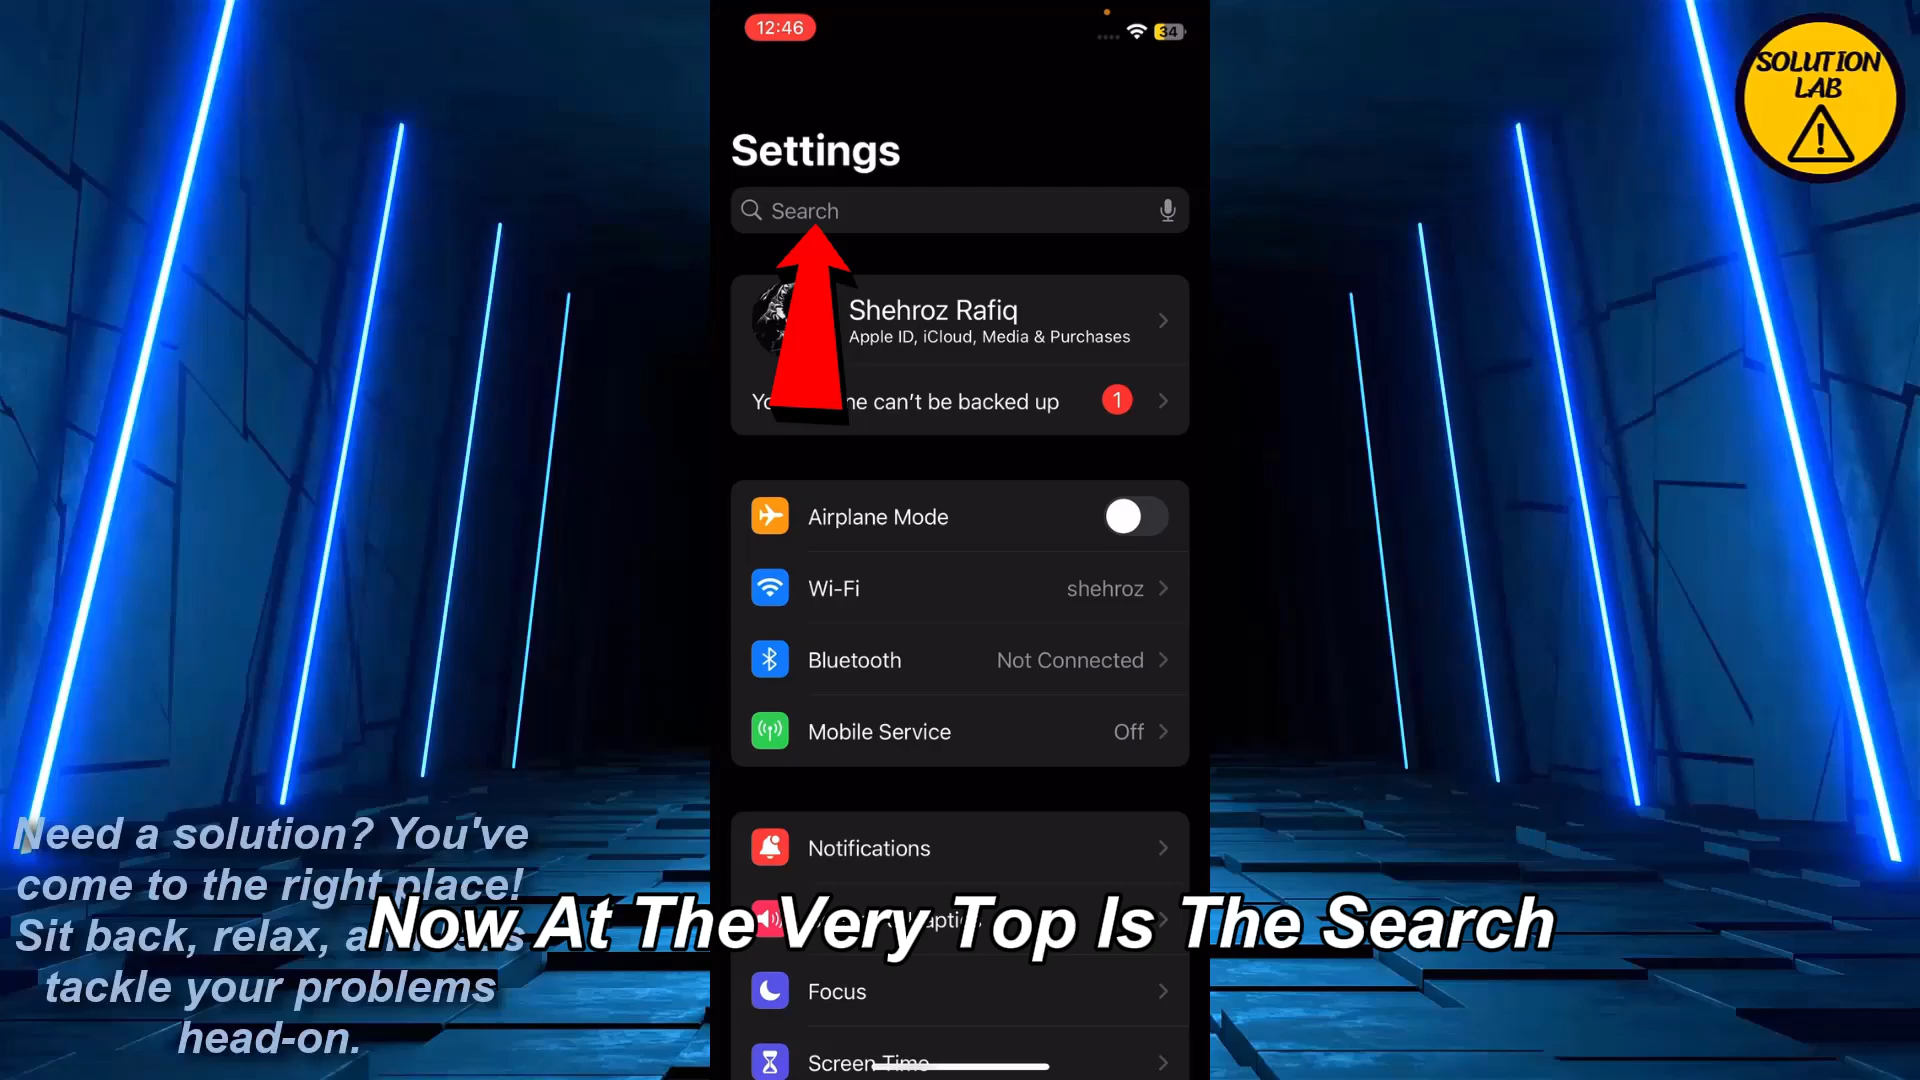 12:46
34
SOLUTION
LAB
Settings
Search
Shehroz Rafiq
Apple ID, iCloud, Media & Purchases
can't be backed up
1
Airplane Mode
Wi-Fi
shehroz
Bluetooth
Not Connected
Mobile Service
Off
Notifications
Need a solution? You've
come to the right place!
Sit back, relax,
tackle your problems
head-on.
Now At The Very Top Is The Search
Focus
Screen Time